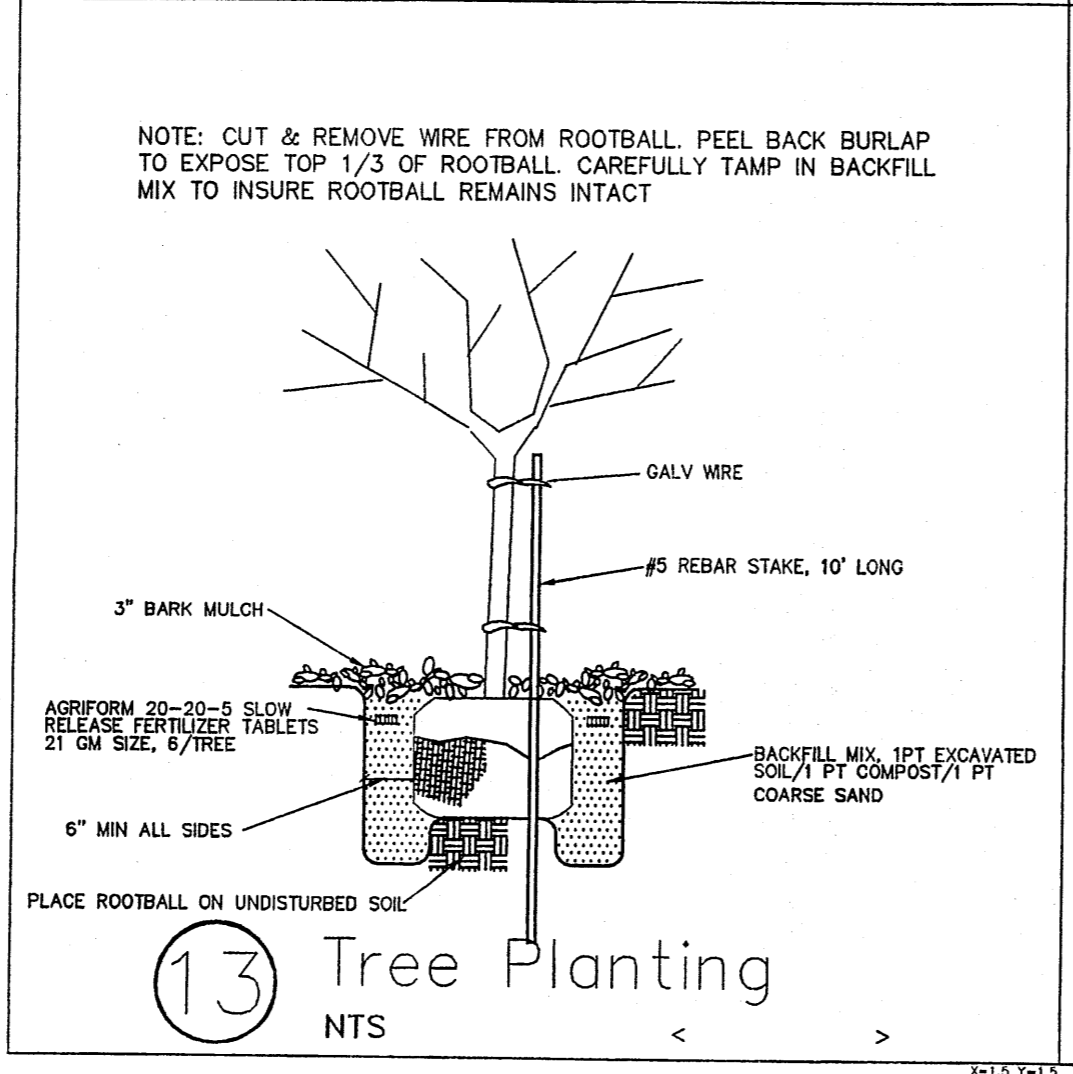 NOTE: CUT & REMOVE WIRE FROM ROOTBALL. PEEL BACK BURLAP
TO EXPOSE TOP 1/3 OF ROOTBALL. CAREFULLY TAMP IN BACKFILL
MIX TO INSURE ROOTBALL REMAINS INTACT
GALV WIRE
#5 REBAR STAKE, 10' LONG
3" BARK MULCH
AGRIFORM 20-20-5 SLOW
RELEASE FERTILIZER TABLETS
21 GM SIZE, 6/TREE
BACKFILL MIX, 1PT EXCAVATED
SOIL/1 PT COMPOST/1 PT
COARSE SAND
6" MIN ALL SIDES
PLACE ROOTBALL ON UNDISTURBED SOIL
13 Tree Planting
NTS < >
X=1.5 Y=1.5